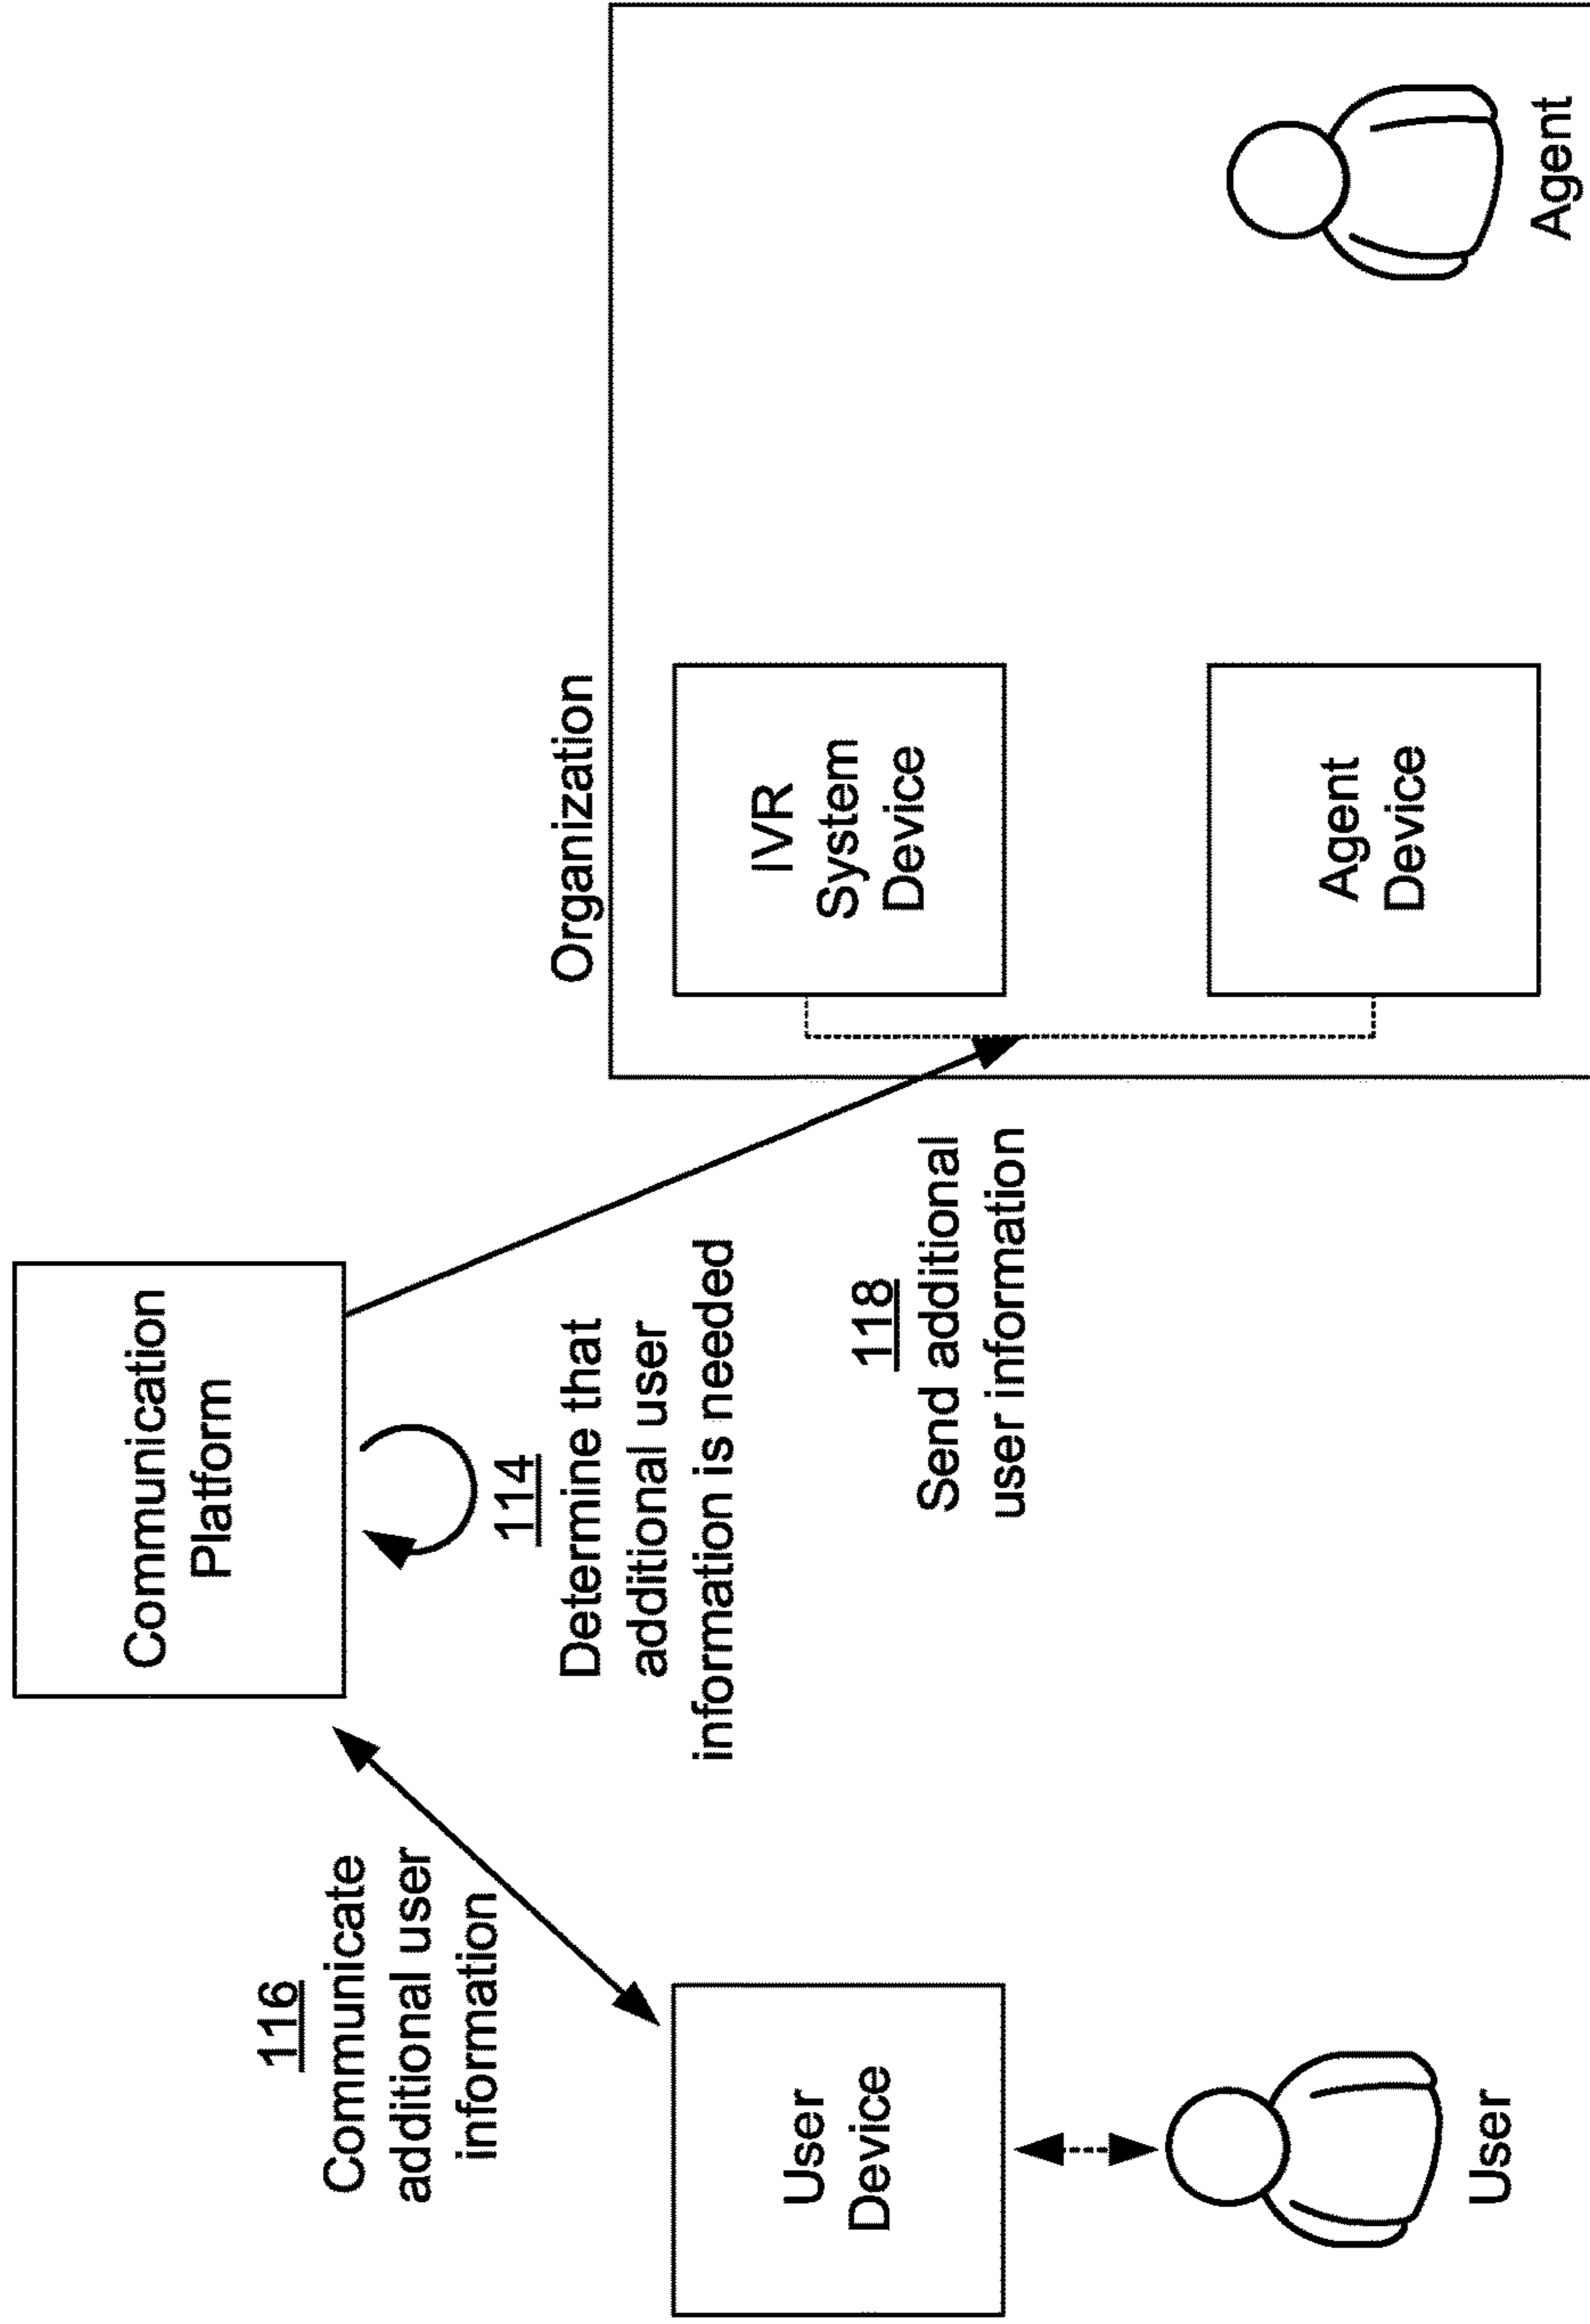 Communication
Platform
116
Communicate
additional user
information
114
Determine that
additional user
information is needed
118
Send additional
user information
Organization
User
Device
IVR
System
Device
Agent
Device
User
Agent